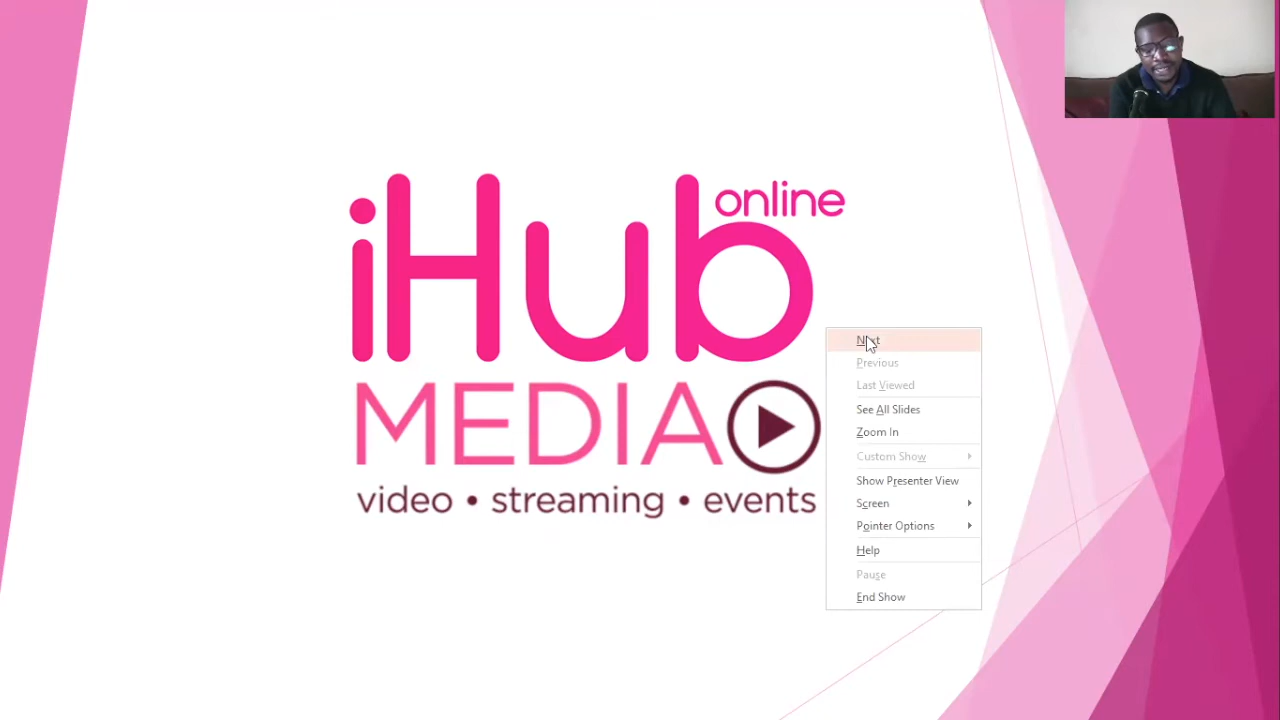 iHub online
MEDIA
video • streaming • events
Next
Previous
Last Viewed
See All Slides
Zoom In
Custom Show
Show Presenter View
Screen
Pointer Options
Help
Pause
End Show